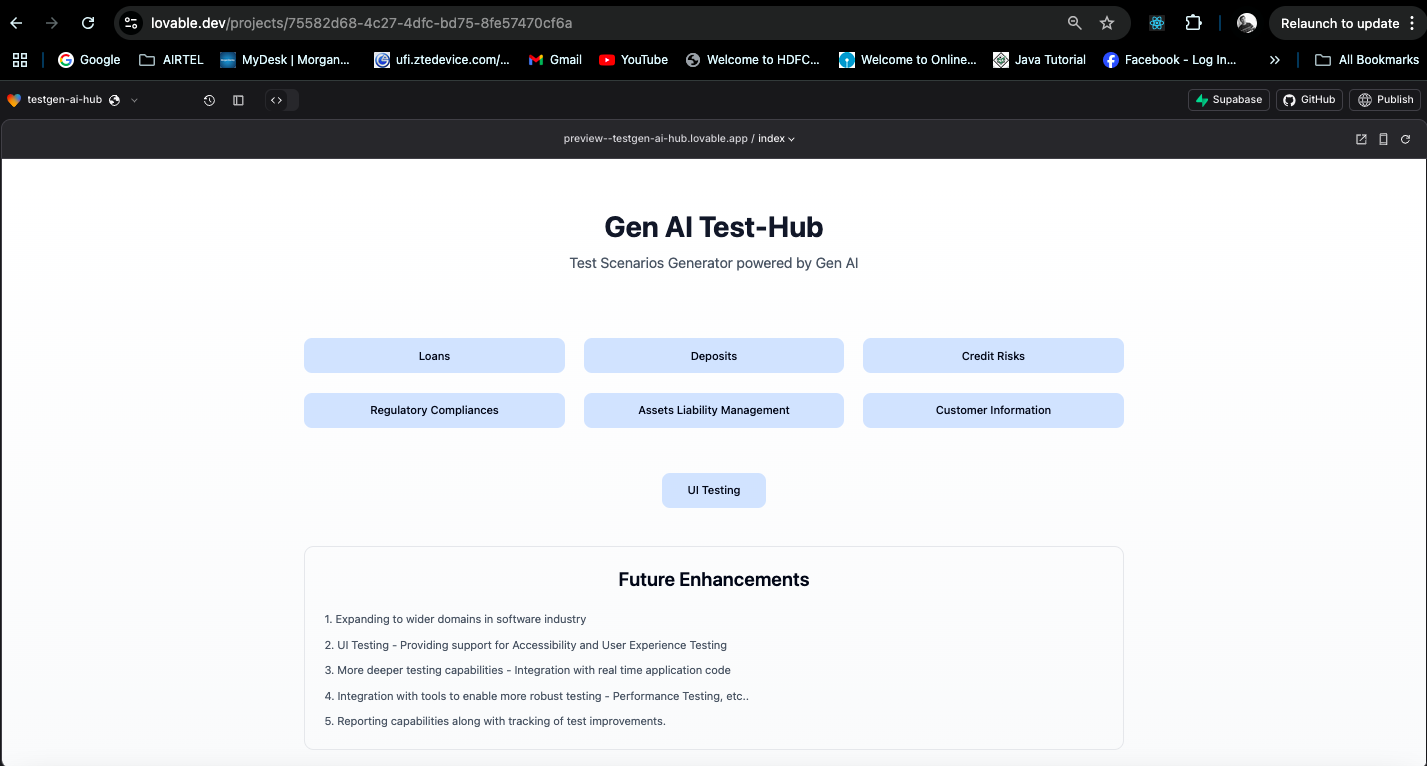 lovable.dev/projects/75582d68-4c27-4dfc-bd75-8fe57470cf6a
Relaunch to update
Google
AIRTEL
MyDesk | Morgan...
ufi.ztedevice.com/...
Gmail
YouTube
Welcome to HDFC...
Welcome to Online...
Java Tutorial
Facebook - Log In...
All Bookmarks
testgen-ai-hub
Supabase
GitHub
Publish
preview--testgen-ai-hub.lovable.app / index
Gen AI Test-Hub
Test Scenarios Generator powered by Gen AI
Loans
Deposits
Credit Risks
Regulatory Compliances
Assets Liability Management
Customer Information
UI Testing
Future Enhancements
1. Expanding to wider domains in software industry
2. UI Testing - Providing support for Accessibility and User Experience Testing
3. More deeper testing capabilities - Integration with real time application code
4. Integration with tools to enable more robust testing - Performance Testing, etc..
5. Reporting capabilities along with tracking of test improvements.